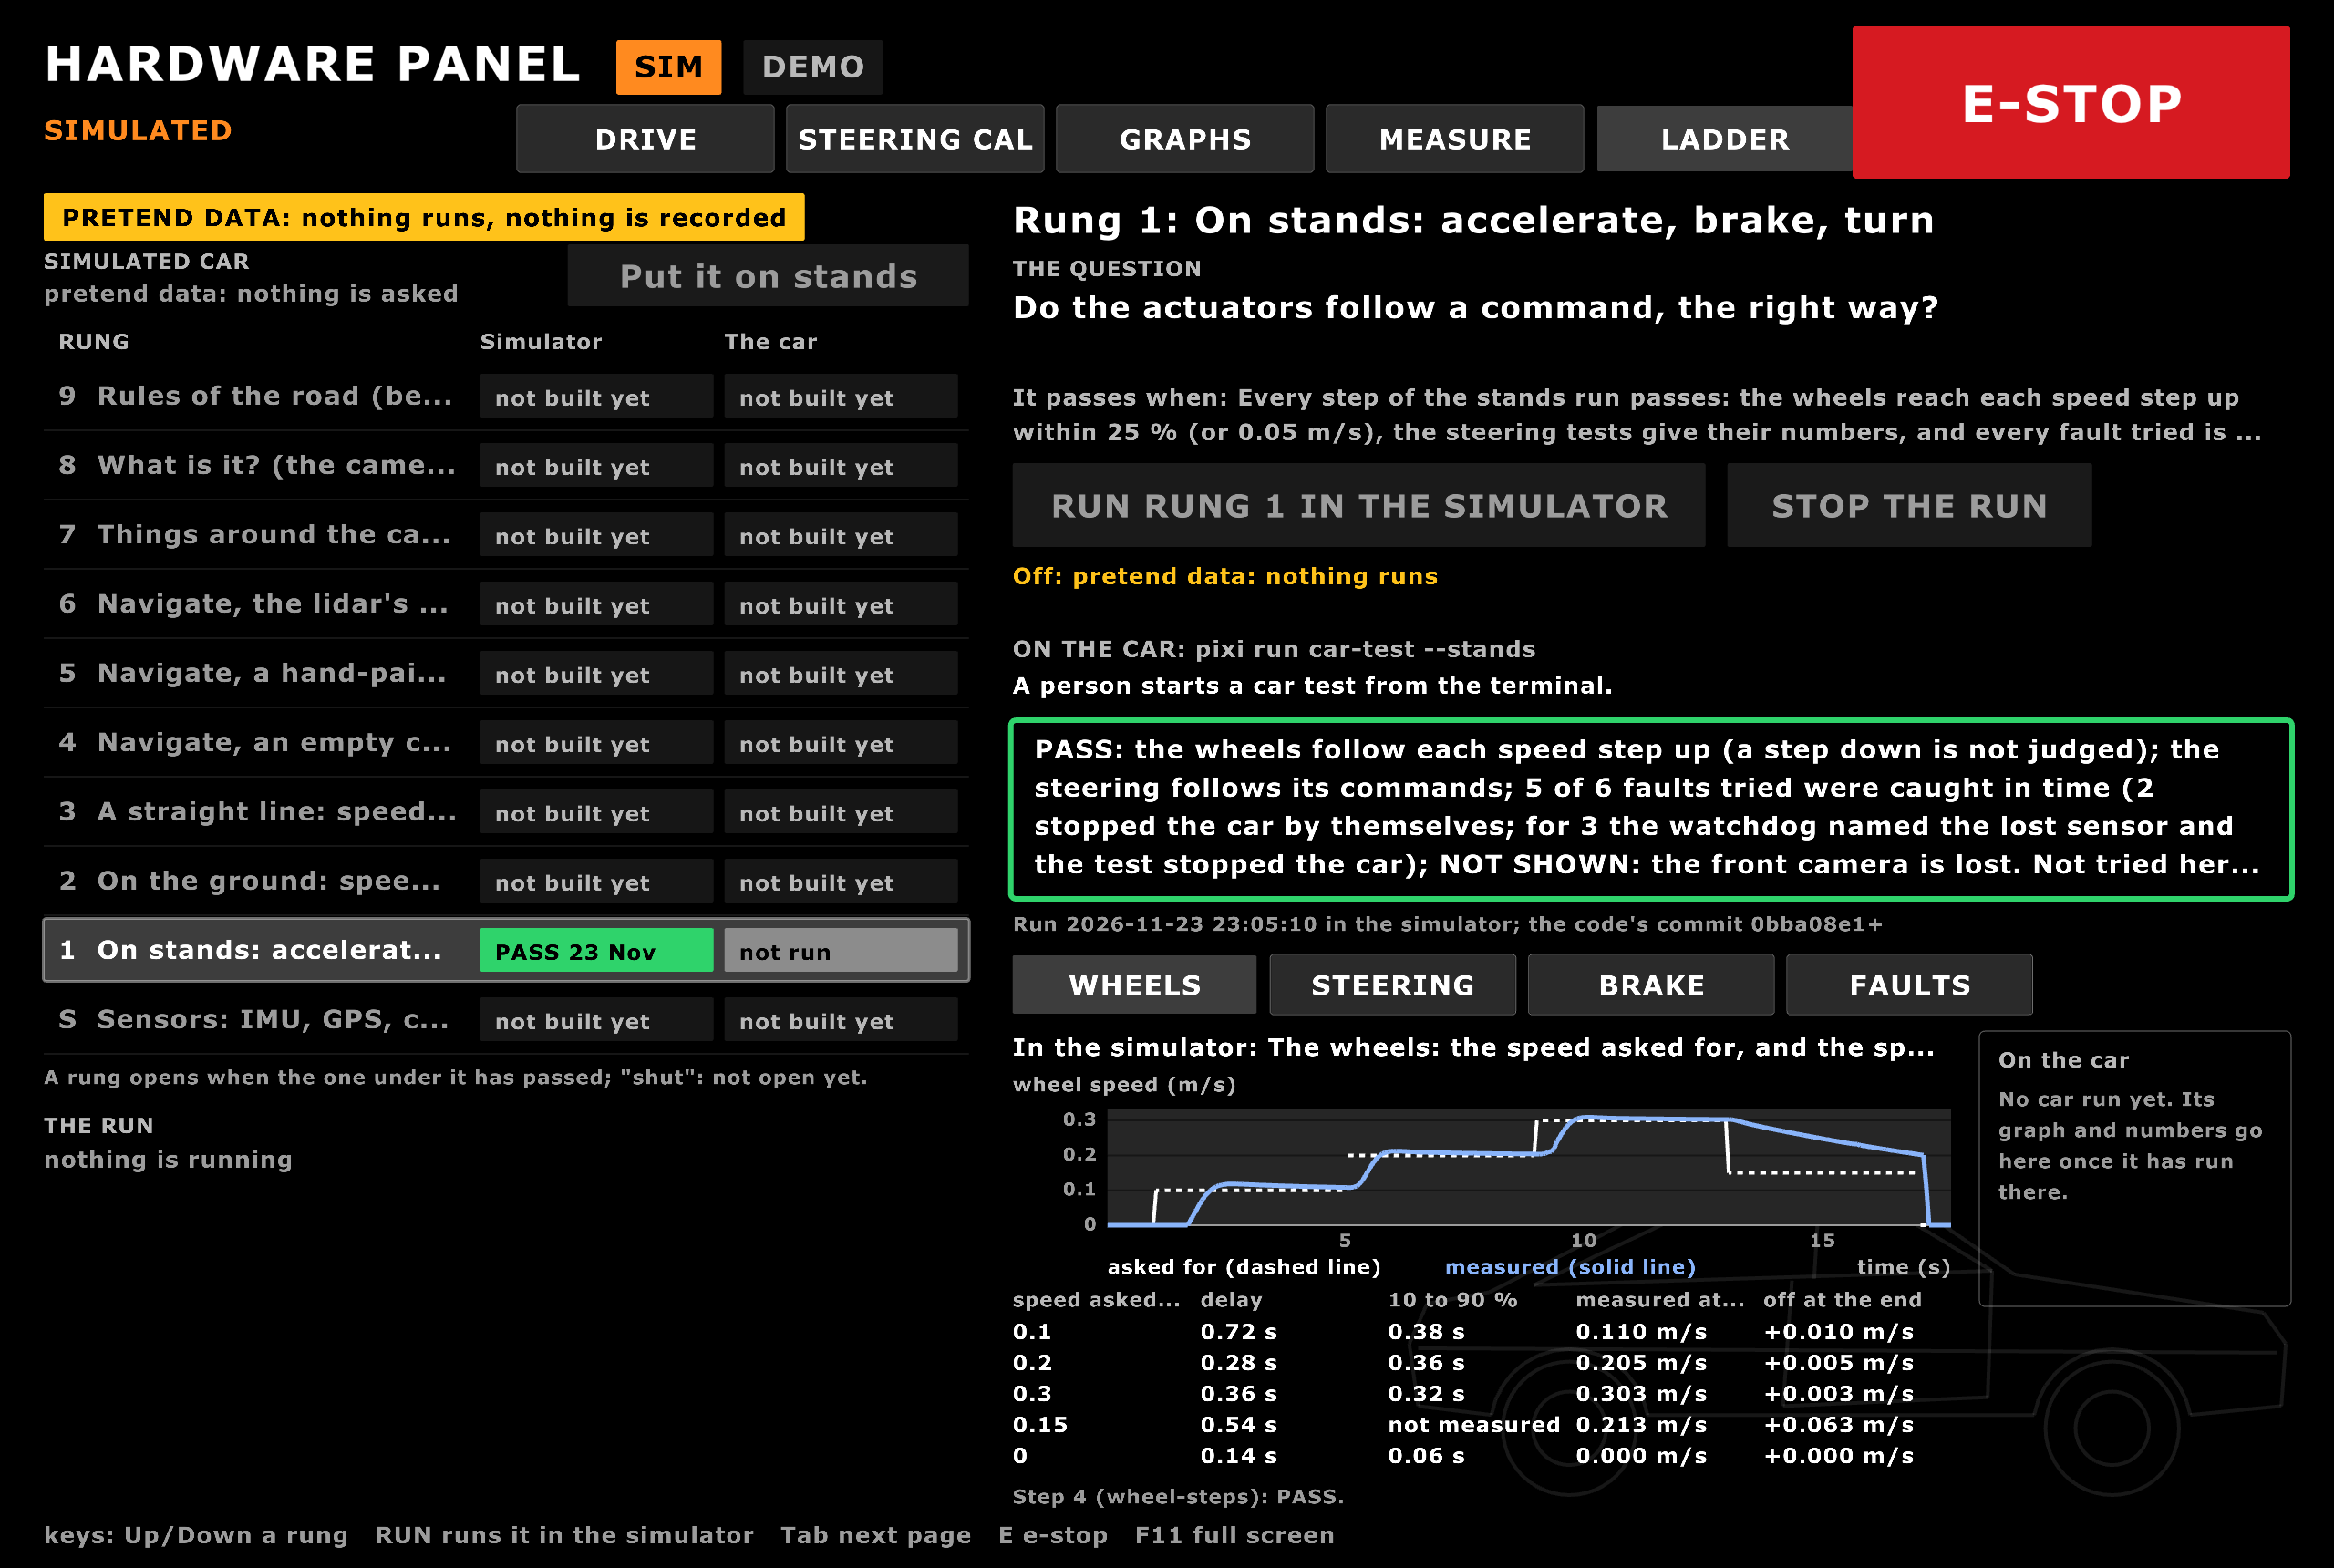 HARDWARE PANEL SIM DEMO
E-STOP
SIMULATED
DRIVE STEERING CAL GRAPHS MEASURE LADDER
PRETEND DATA: nothing runs, nothing is recorded
SIMULATED CAR
pretend data: nothing is asked
Put it on stands
RUNG Simulator The car
9 Rules of the road (be... not built yet not built yet
8 What is it? (the came... not built yet not built yet
7 Things around the ca... not built yet not built yet
6 Navigate, the lidar's ... not built yet not built yet
5 Navigate, a hand-pai... not built yet not built yet
4 Navigate, an empty c... not built yet not built yet
3 A straight line: speed... not built yet not built yet
2 On the ground: spee... not built yet not built yet
1 On stands: accelerat... PASS 23 Nov not run
S Sensors: IMU, GPS, c... not built yet not built yet
A rung opens when the one under it has passed; "shut": not open yet.
THE RUN
nothing is running
Rung 1: On stands: accelerate, brake, turn
THE QUESTION
Do the actuators follow a command, the right way?
It passes when: Every step of the stands run passes: the wheels reach each speed step up
within 25 % (or 0.05 m/s), the steering tests give their numbers, and every fault tried is ...
RUN RUNG 1 IN THE SIMULATOR STOP THE RUN
Off: pretend data: nothing runs
ON THE CAR: pixi run car-test --stands
A person starts a car test from the terminal.
PASS: the wheels follow each speed step up (a step down is not judged); the
steering follows its commands; 5 of 6 faults tried were caught in time (2
stopped the car by themselves; for 3 the watchdog named the lost sensor and
the test stopped the car); NOT SHOWN: the front camera is lost. Not tried her...
Run 2026-11-23 23:05:10 in the simulator; the code's commit 0bba08e1+
WHEELS STEERING BRAKE FAULTS
In the simulator: The wheels: the speed asked for, and the sp...
wheel speed (m/s)
0.3
0.2
0.1
0
5 10 15
asked for (dashed line) measured (solid line) time (s)
On the car
No car run yet. Its
graph and numbers go
here once it has run
there.
speed asked... delay 10 to 90 % measured at... off at the end
0.1 0.72 s 0.38 s 0.110 m/s +0.010 m/s
0.2 0.28 s 0.36 s 0.205 m/s +0.005 m/s
0.3 0.36 s 0.32 s 0.303 m/s +0.003 m/s
0.15 0.54 s not measured 0.213 m/s +0.063 m/s
0 0.14 s 0.06 s 0.000 m/s +0.000 m/s
Step 4 (wheel-steps): PASS.
keys: Up/Down a rung RUN runs it in the simulator Tab next page E e-stop F11 full screen